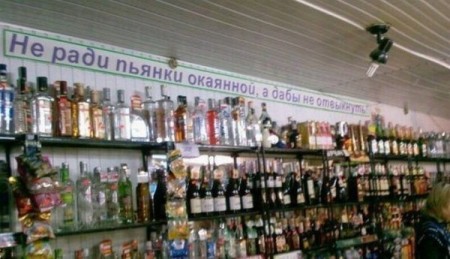 Не ради пьянки окаянной, а дабы не отвыкнуть